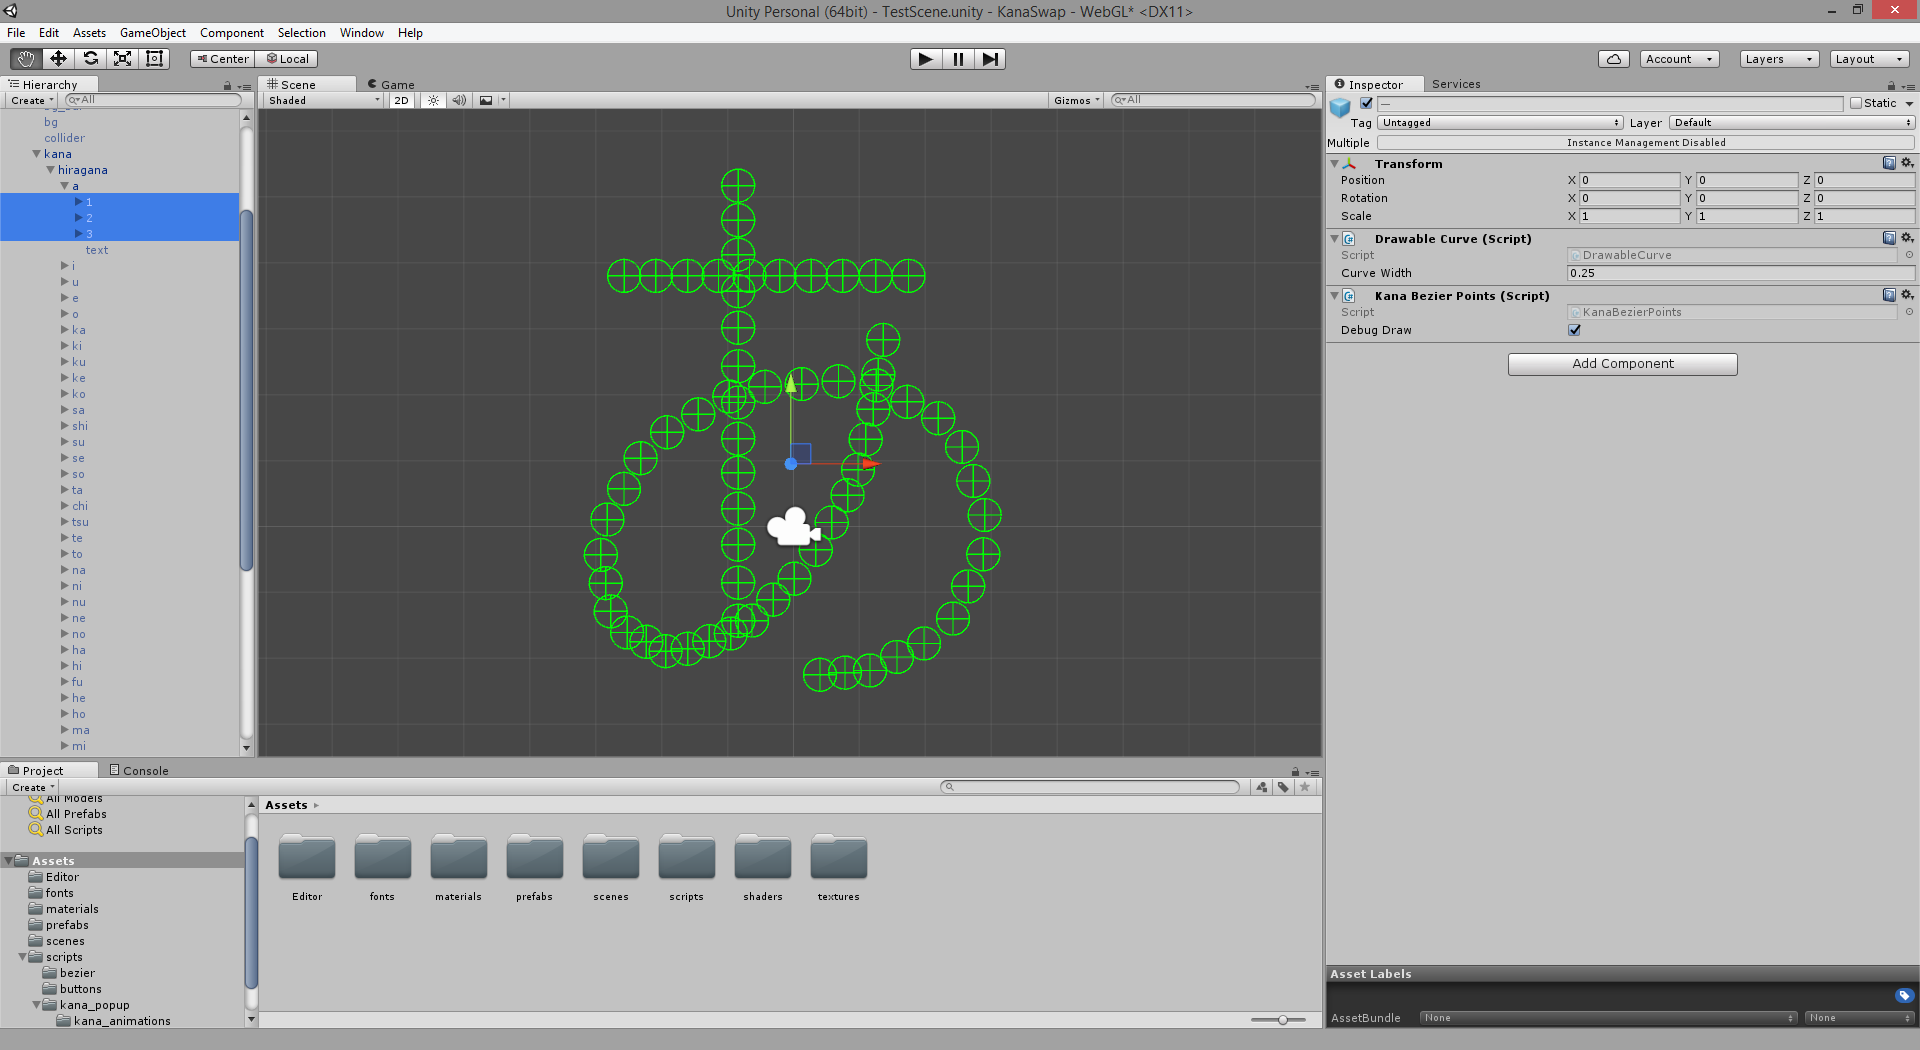 Unity Personal (64bit) - TestScene.unity - KanaSwap - WebGL* <DX11>
File Edit Assets GameObject Component Selection Window Help
Center Local Account Layers Layout
Hierarchy
Create All
bg
collider
kana
hiragana
a
1
2
3
text
i
u
e
o
ka
ki
ku
ke
ko
sa
shi
su
se
so
ta
chi
tsu
te
to
na
ni
nu
ne
no
ha
hi
fu
he
ho
ma
mi
Scene Game
Shaded 2D Gizmos All
あ
Inspector Services
— Static
Tag Untagged Layer Default
Multiple Instance Management Disabled
Transform
Position X 0 Y 0 Z 0
Rotation X 0 Y 0 Z 0
Scale X 1 Y 1 Z 1
Drawable Curve (Script)
Script DrawableCurve
Curve Width 0.25
Kana Bezier Points (Script)
Script KanaBezierPoints
Debug Draw
Add Component
Project Console
Create
All Models
All Prefabs
All Scripts
Assets
Editor
fonts
materials
prefabs
scenes
scripts
bezier
buttons
kana_popup
kana_animations
Assets
Editor fonts materials prefabs scenes scripts shaders textures
Asset Labels
AssetBundle None None